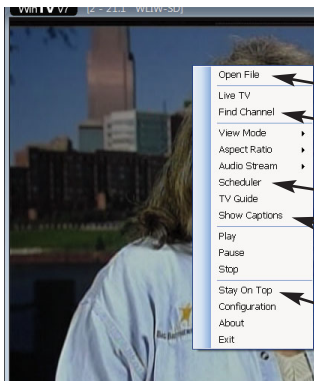 WinTV v7 [2 - 21.1 WLIW-SD]
Open File
Live TV
Find Channel
View Mode
Aspect Ratio
Audio Stream
Scheduler
TV Guide
Show Captions
Play
Pause
Stop
Stay On Top
Configuration
About
Exit